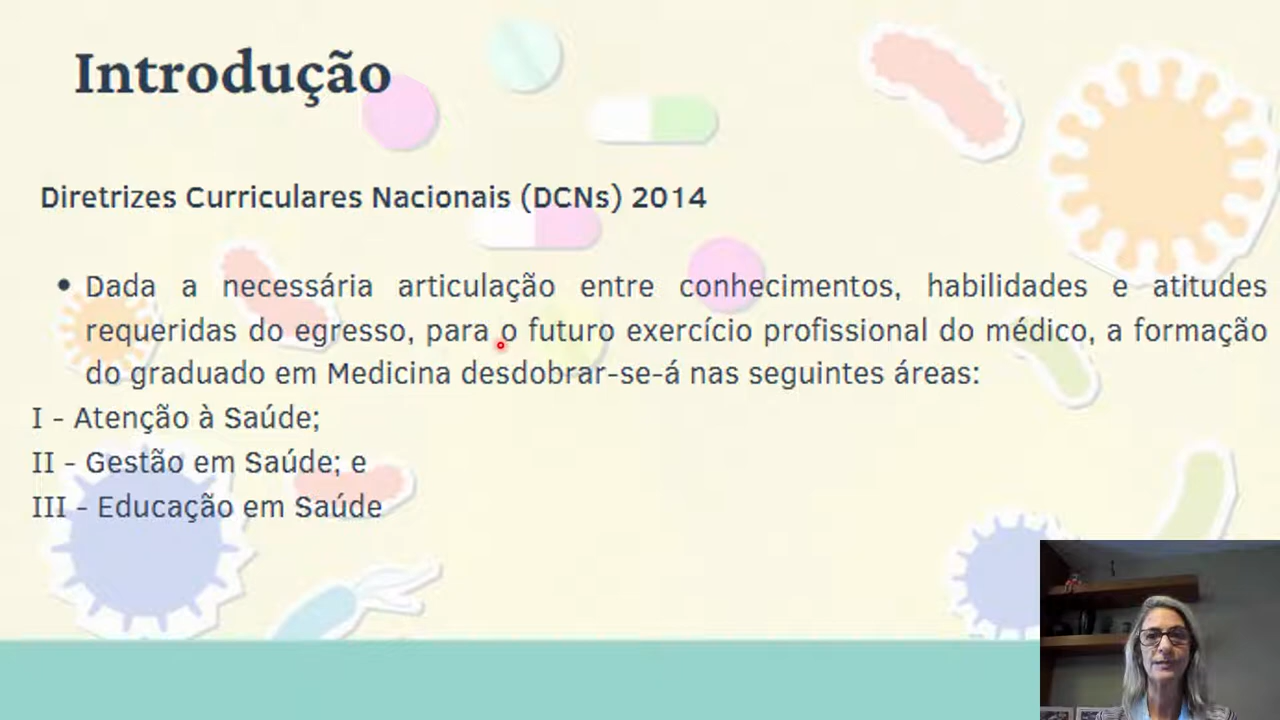 Introdução
Diretrizes Curriculares Nacionais (DCNs) 2014
• Dada a necessária articulação entre conhecimentos, habilidades e atitudes
requeridas do egresso, para o futuro exercício profissional do médico, a formação
do graduado em Medicina desdobrar-se-á nas seguintes áreas:
I - Atenção à Saúde;
II - Gestão em Saúde; e
III - Educação em Saúde